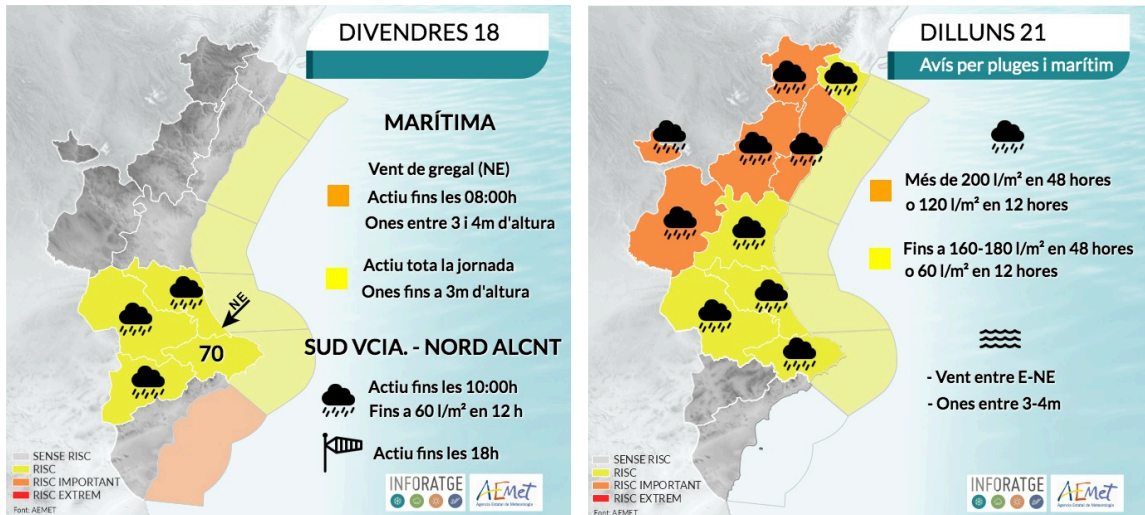 DIVENDRES 18
MARÍTIMA
Vent de gregal (NE)
Actiu fins les 08:00h
Ones entre 3 i 4m d'altura
Actiu tota la jornada
Ones fins a 3m d'altura
NE
70
SUD VCIA. - NORD ALCNT
Actiu fins les 10:00h
Fins a 60 l/m² en 12 h
Actiu fins les 18h
SENSE RISC
RISC
RISC IMPORTANT
RISC EXTREM
Font: AEMET
INFORATGE
AEMet
Agencia Estatal de Meteorología
DILLUNS 21
Avís per pluges i marítim
Més de 200 l/m² en 48 hores
o 120 l/m² en 12 hores
Fins a 160-180 l/m² en 48 hores
o 60 l/m² en 12 hores
- Vent entre E-NE
- Ones entre 3-4m
SENSE RISC
RISC
RISC IMPORTANT
RISC EXTREM
Font: AEMET
INFORATGE
AEMet
Agencia Estatal de Meteorología